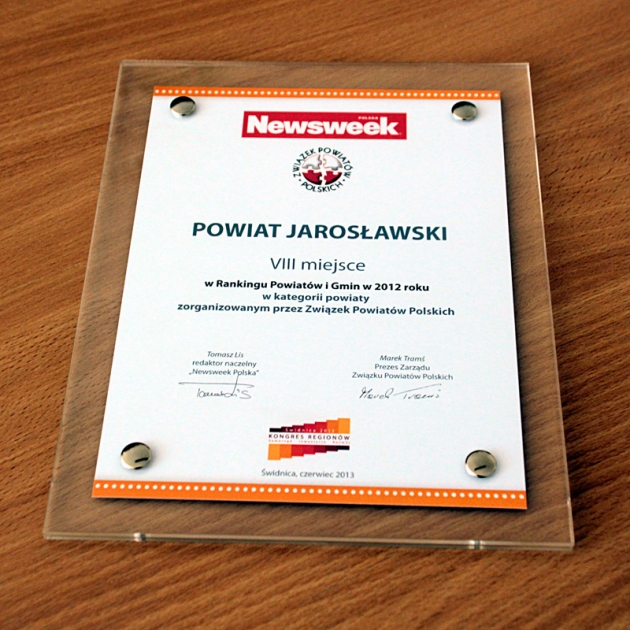 POLSKA
Newsweek
ZWIĄZEK POWIATÓW POLSKICH
POWIAT JAROSŁAWSKI
VIII miejsce
w Rankingu Powiatów i Gmin w 2012 roku
w kategorii powiaty
zorganizowanym przez Związek Powiatów Polskich
Tomasz Lis
redaktor naczelny
„Newsweek Polska"
Marek Tramś
Prezes Zarządu
Związku Powiatów Polskich
Marek Tramś
KONGRES REGIONÓW
Świdnica, czerwiec 2013